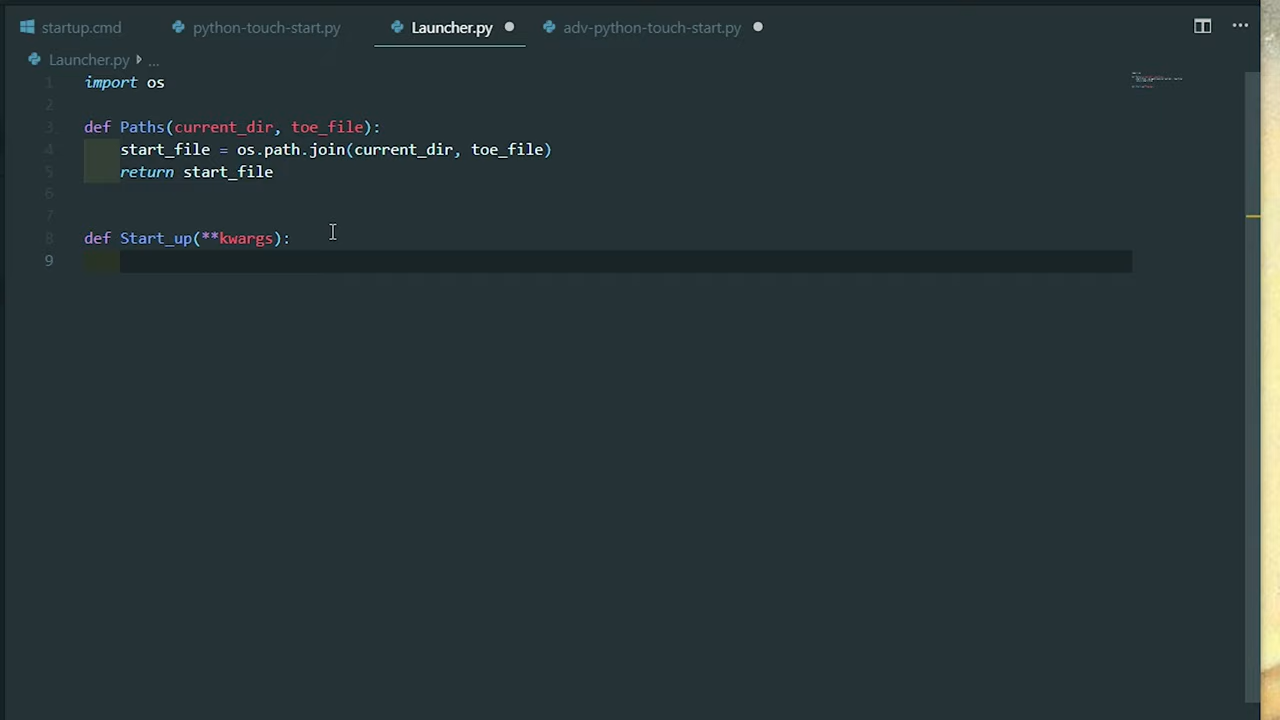 startup.cmd python-touch-start.py Launcher.py adv-python-touch-start.py
Launcher.py ...
1 import os
2
3 def Paths(current_dir, toe_file):
4 start_file = os.path.join(current_dir, toe_file)
5 return start_file
6
7
8 def Start_up(**kwargs):
9